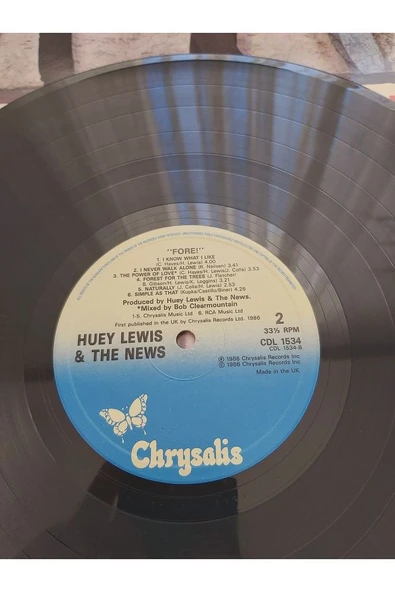 "FORE!"
1. I KNOW WHAT I LIKE
(C. Hayes/H. Lewis) 4.00
2. I NEVER WALK ALONE (R. Neilsen) 3.41
3. THE POWER OF LOVE* (C. Hayes/H.Lewis/J. Colla) 3.53
4. FOREST FOR THE TREES (J. Fletcher/
B. Gibson/H.Lewis/K. Loggins) 3.21
5. NATURALLY (J. Colla/H. Lewis) 2.53
6. SIMPLE AS THAT (Kupka/Castillo/Biner) 4.29
Produced by Huey Lewis & The News.
*Mixed by Bob Clearmountain
1-5. Chrysalis Music Ltd 6. RCA Music Ltd
First published in the UK by Chrysalis Records Ltd. 1986
HUEY LEWIS
& THE NEWS
2
33⅓ RPM
CDL 1534
CDL 1534-B
℗ 1986 Chrysalis Records Inc
© 1986 Chrysalis Records Inc
Made in the UK
Chrysalis